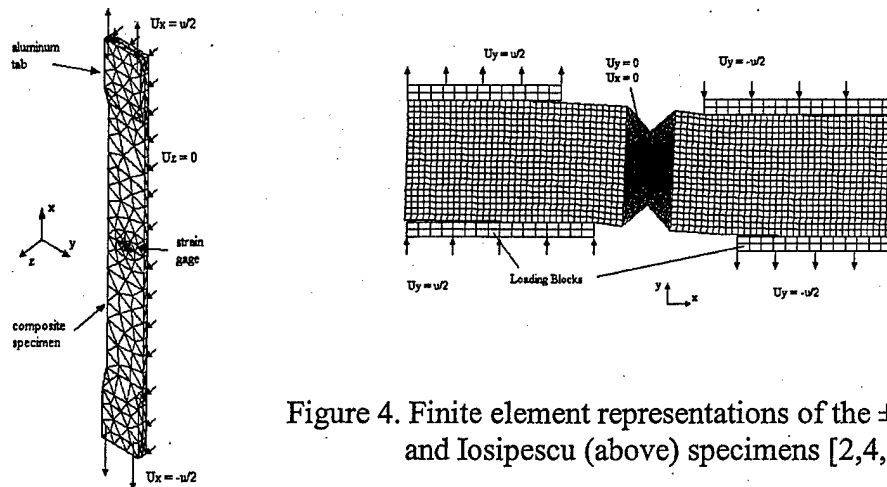 Ux = u/2
aluminum
tab
Uz = 0
x
y
z
strain
gage
composite
specimen
Ux = -u/2
Uy = u/2
Uy = 0
Ux = 0
Uy = -u/2
Loading Blocks
Uy = u/2
y
x
Uy = -u/2
Figure 4. Finite element representations of the ±
and Iosipescu (above) specimens [2,4,